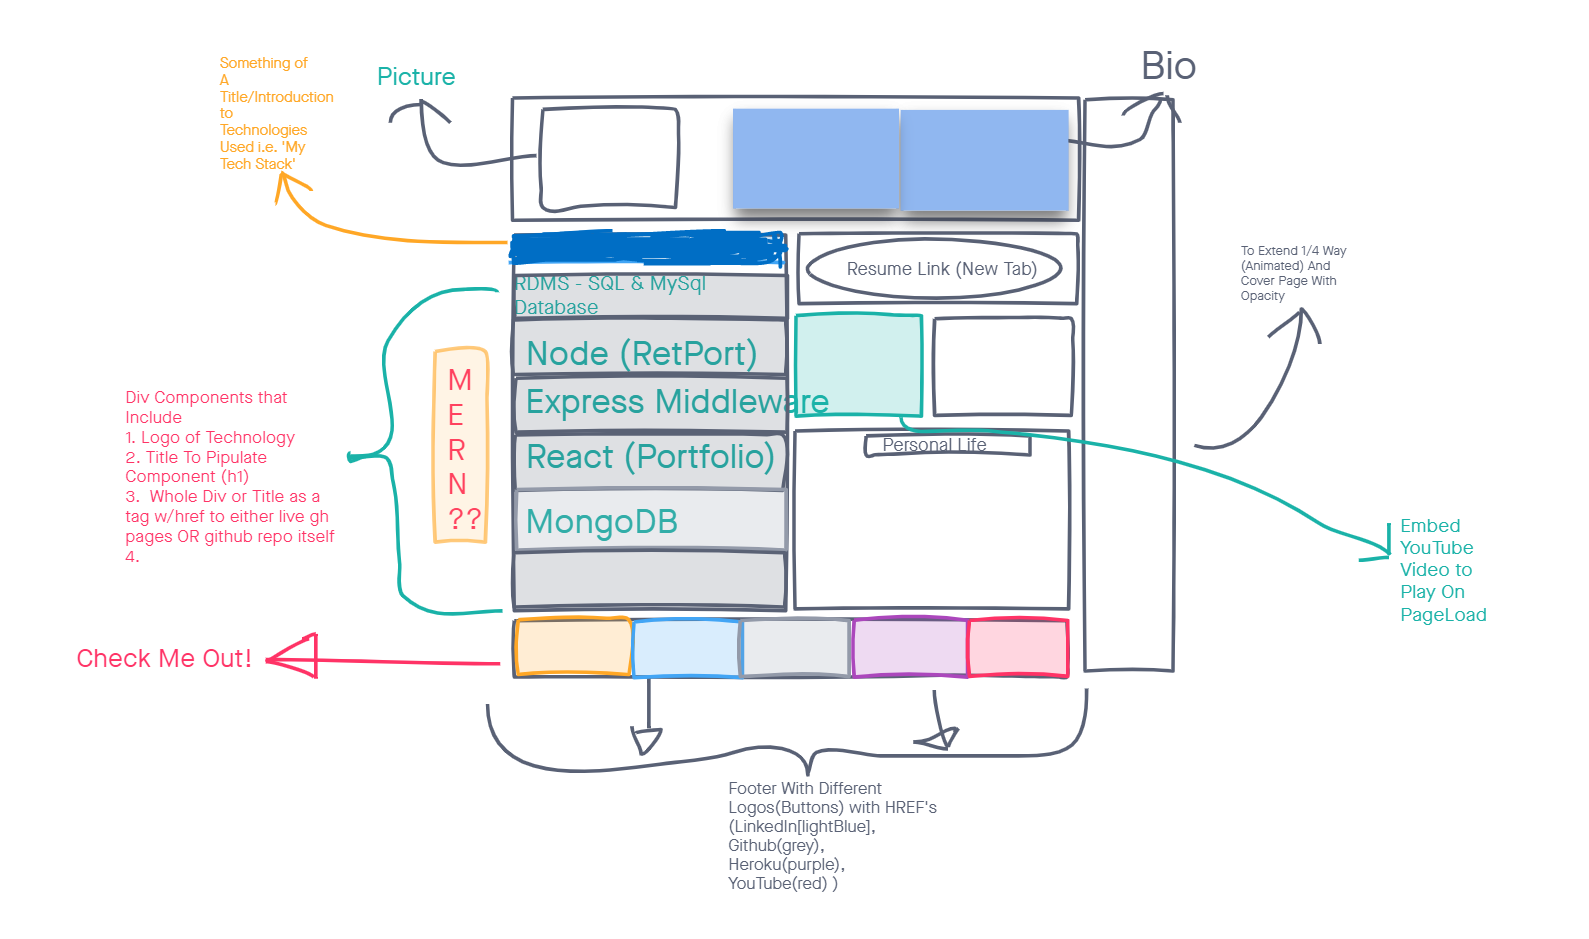 Something of
A
Title/Introduction
to
Technologies
Used i.e. 'My
Tech Stack'
Picture
Bio
Resume Link (New Tab)
To Extend 1/4 Way
(Animated) And
Cover Page With
Opacity
RDMS - SQL & MySql
Database
Node (RetPort)
Express Middleware
React (Portfolio)
MongoDB
M
E
R
N
??
Div Components that
Include
1. Logo of Technology
2. Title To Pipulate
Component (h1)
3.  Whole Div or Title as a
tag w/href to either live gh
pages OR github repo itself
4.
Personal Life
Embed
YouTube
Video to
Play On
PageLoad
Check Me Out!
Footer With Different
Logos(Buttons) with HREF's
(LinkedIn[lightBlue],
Github(grey),
Heroku(purple),
YouTube(red) )